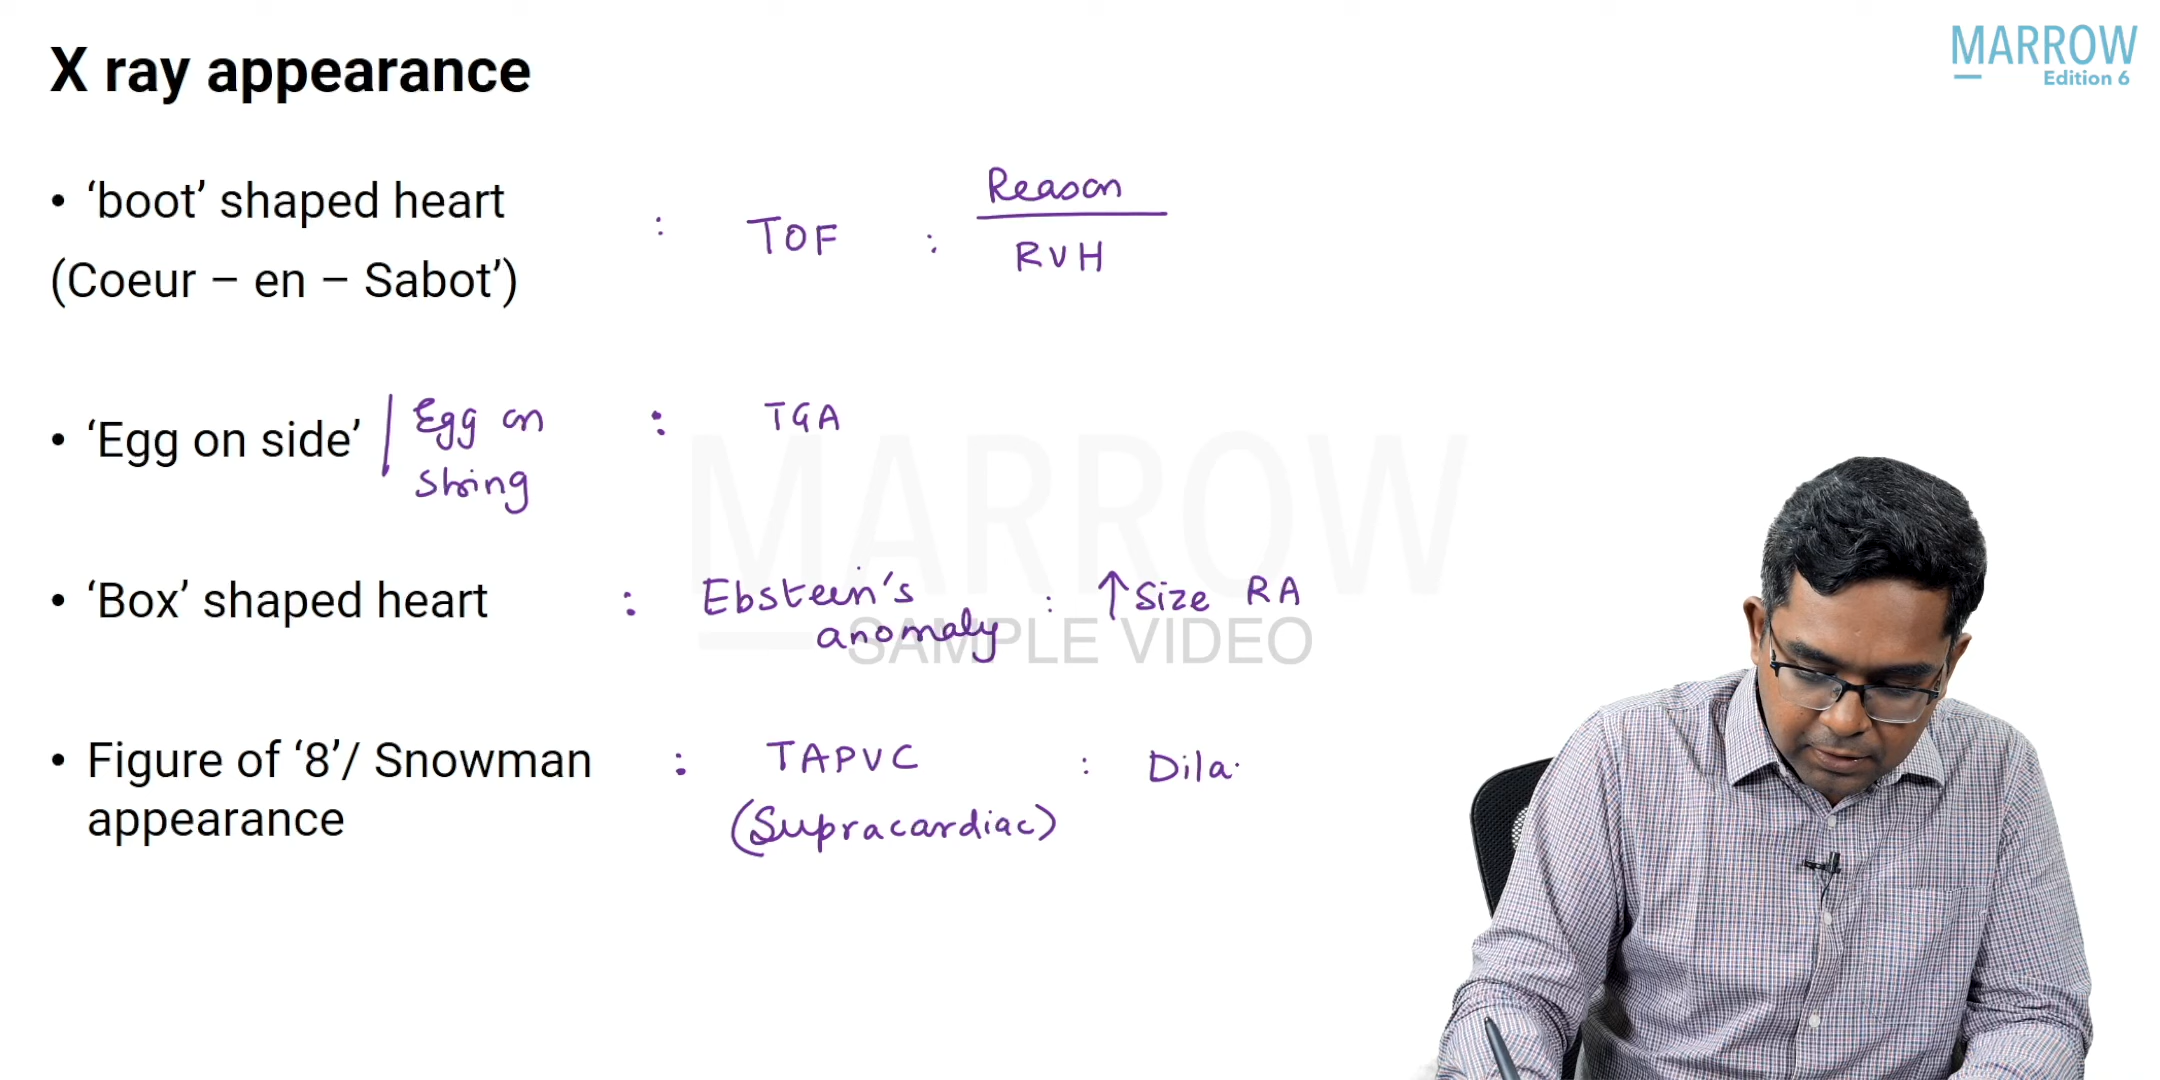 MARROW
Edition 6
X ray appearance
• ‘boot’ shaped heart : TOF : Reason
RVH
(Coeur – en – Sabot’)
• ‘Egg on side’ | Egg on : TGA
string
• ‘Box’ shaped heart : Ebstein's : ↑ Size RA
anomaly
• Figure of ‘8’/ Snowman : TAPVC : Dila
appearance (Supracardiac)
MARROW
SAMPLE VIDEO